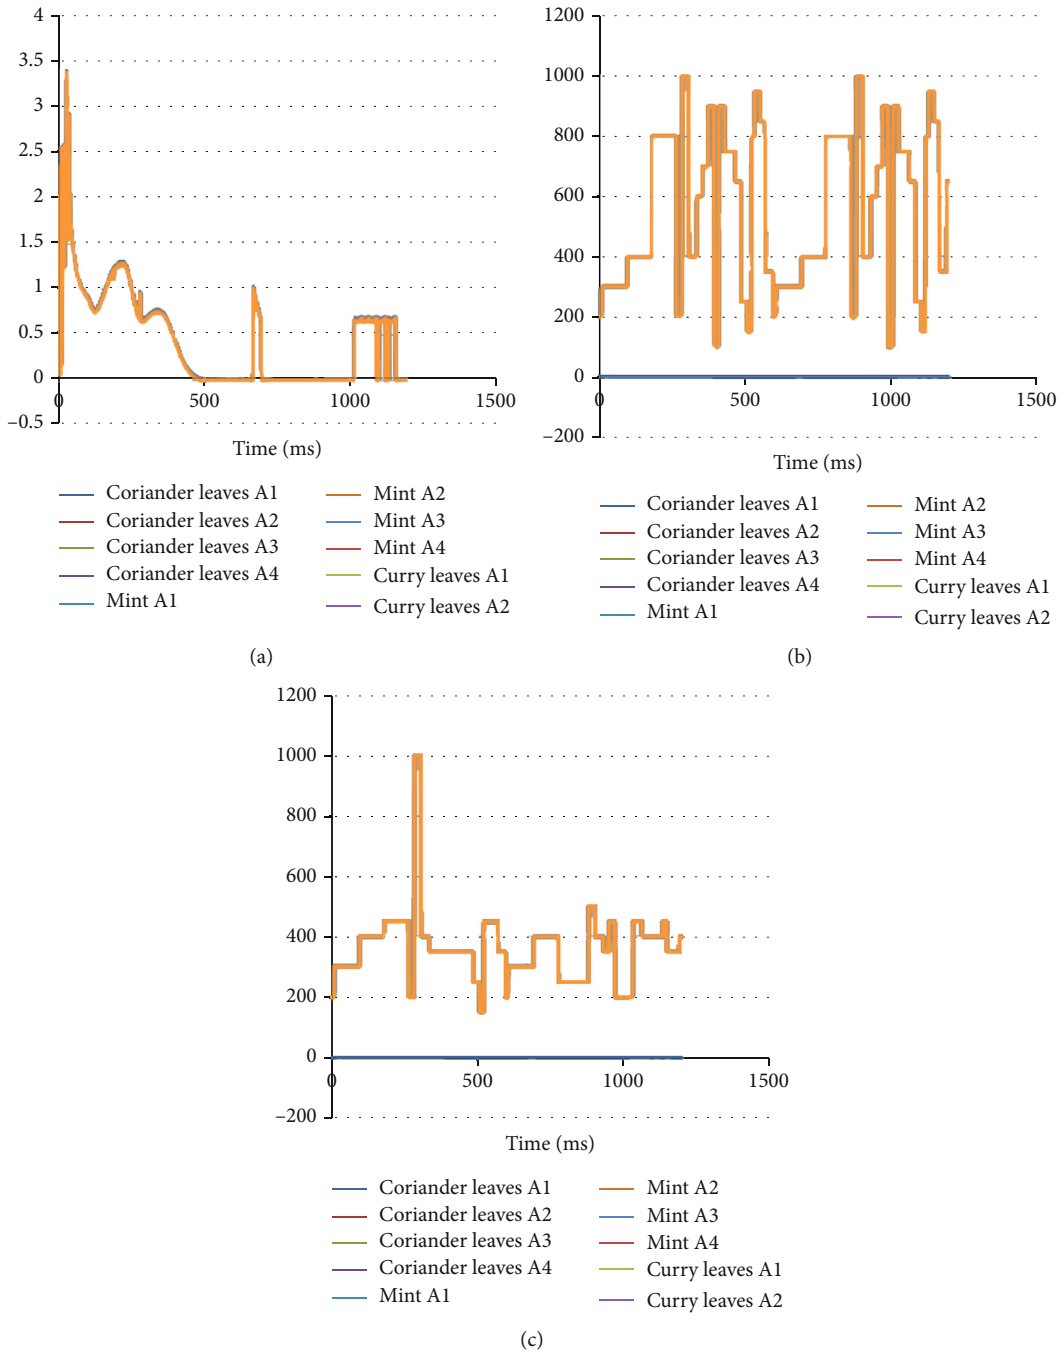 4
3.5
3
2.5
2
1.5
1
0.5
0
–0.5
0
500
1000
1500
Time (ms)
Coriander leaves A1
Coriander leaves A2
Coriander leaves A3
Coriander leaves A4
Mint A1
Mint A2
Mint A3
Mint A4
Curry leaves A1
Curry leaves A2
(a)
1200
1000
800
600
400
200
0
–200
0
500
1000
1500
Time (ms)
Coriander leaves A1
Coriander leaves A2
Coriander leaves A3
Coriander leaves A4
Mint A1
Mint A2
Mint A3
Mint A4
Curry leaves A1
Curry leaves A2
(b)
1200
1000
800
600
400
200
0
–200
0
500
1000
1500
Time (ms)
Coriander leaves A1
Coriander leaves A2
Coriander leaves A3
Coriander leaves A4
Mint A1
Mint A2
Mint A3
Mint A4
Curry leaves A1
Curry leaves A2
(c)